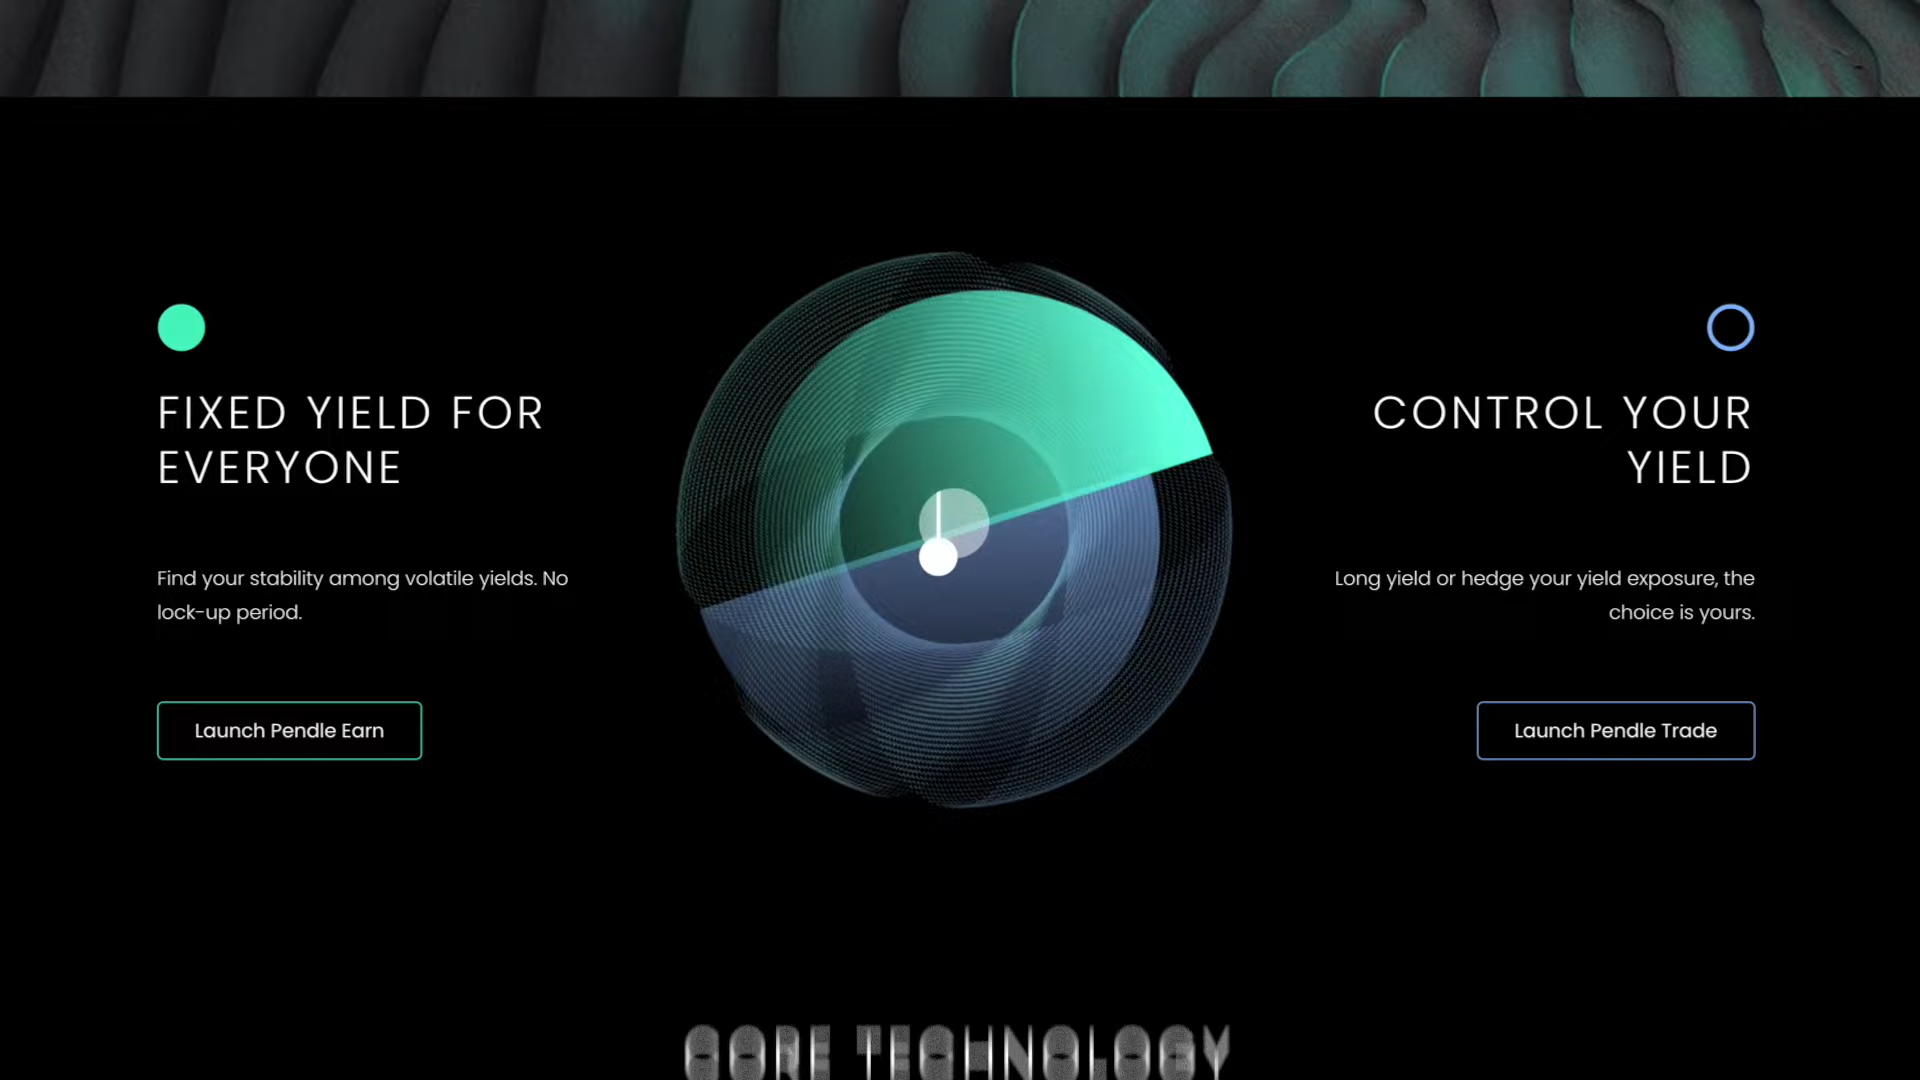 FIXED YIELD FOR
EVERYONE
Find your stability among volatile yields. No
lock-up period.
Launch Pendle Earn
CONTROL YOUR
YIELD
Long yield or hedge your yield exposure, the
choice is yours.
Launch Pendle Trade
CORE TECHNOLOGY